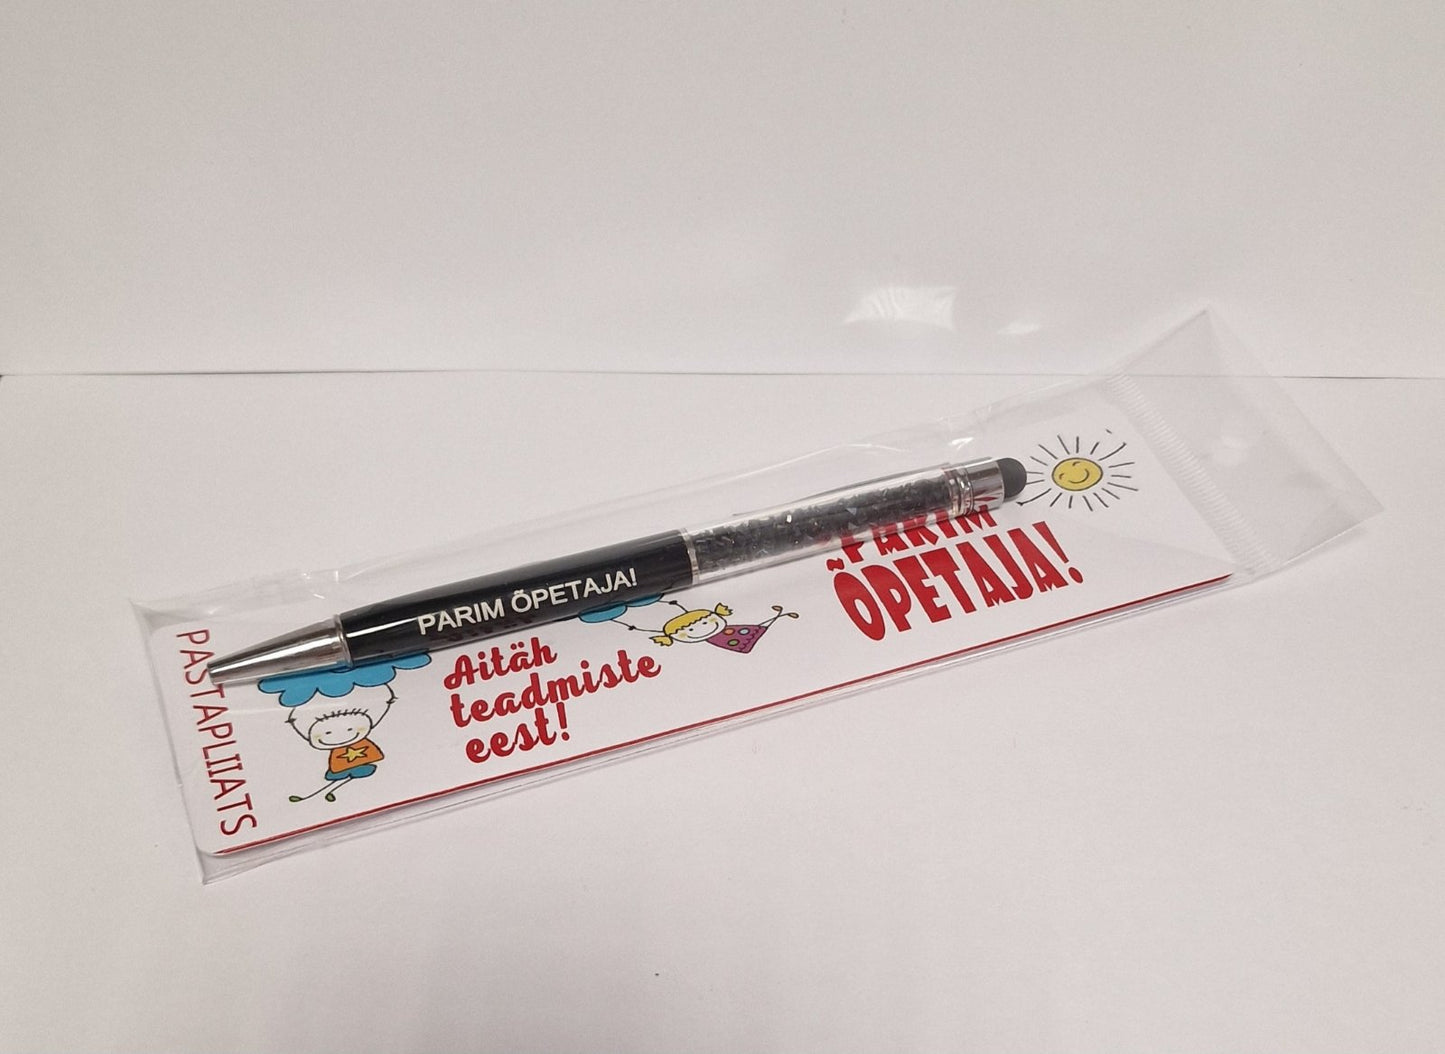 PARIM ÕPETAJA!
PASTAPLIIATS
Aitäh
teadmiste
eest!
PARIM
ÕPETAJA!